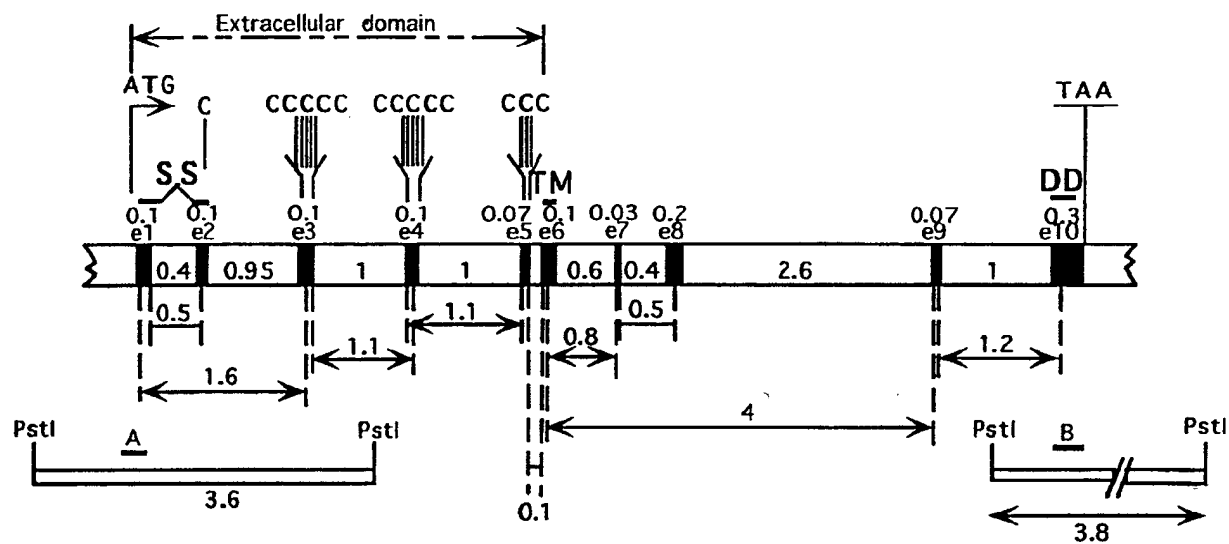 Extracellular domain
ATG
C
CCCCC
CCCCC
CCC
TAA
SS
TM
DD
0.1
0.1
0.1
0.1
0.07
0.1
0.03
0.2
0.07
0.3
e1
e2
e3
e4
e5
e6
e7
e8
e9
e10
0.4
0.95
1
1
0.6
0.4
2.6
1
0.5
1.1
0.5
1.1
0.8
1.2
1.6
4
PstI
A
PstI
PstI
B
PstI
3.6
0.1
3.8